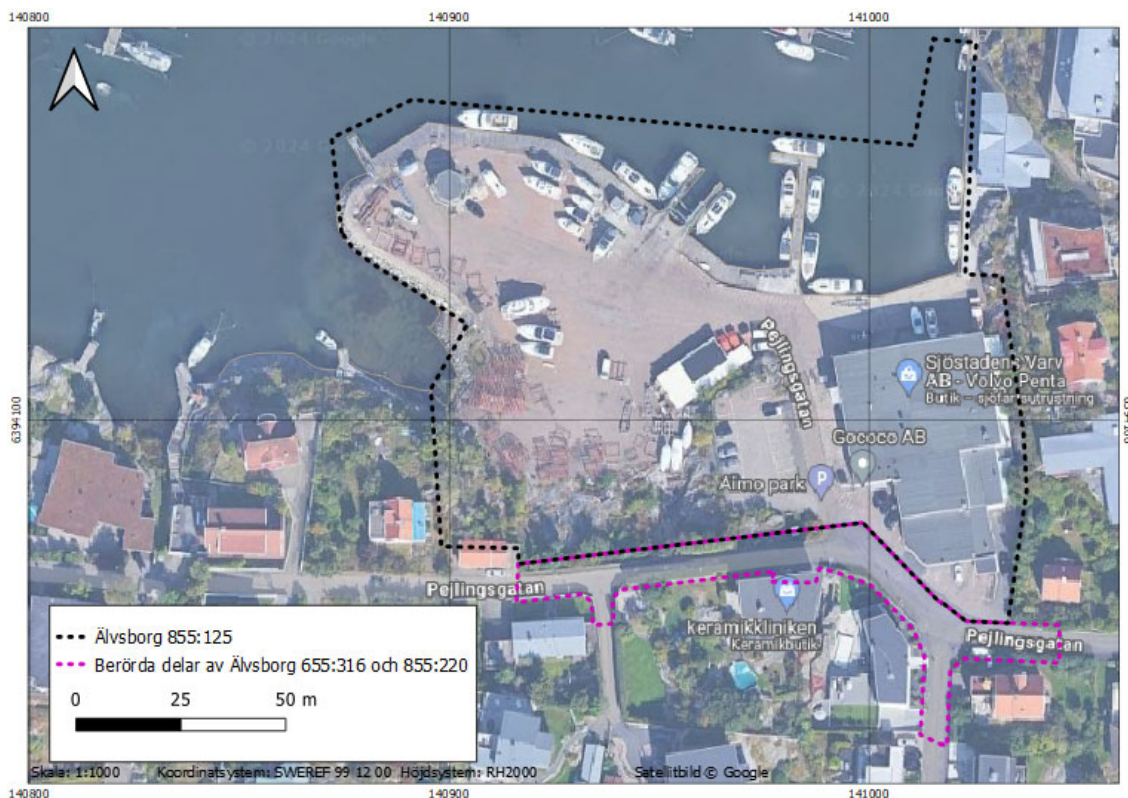 140800
140900
141000
© 2024 Google
© 2024 Google
Pejlingsgatan
Sjöstadens Varv
AB - Volvo Penta
Butik – sjöfartsutrustning
6394100
6394100
Gococo AB
Aimo park
P
Pejlingsgatan
keramikkliniken
Keramikbutik
Pejlingsgatan
Älvsborg 855:125
Berörda delar av Älvsborg 655:316 och 855:220
0 25 50 m
Skala: 1:1000 Koordinatsystem: SWEREF 99 12 00 Höjdsystem: RH2000 Satellitbild © Google
140800
140900
141000